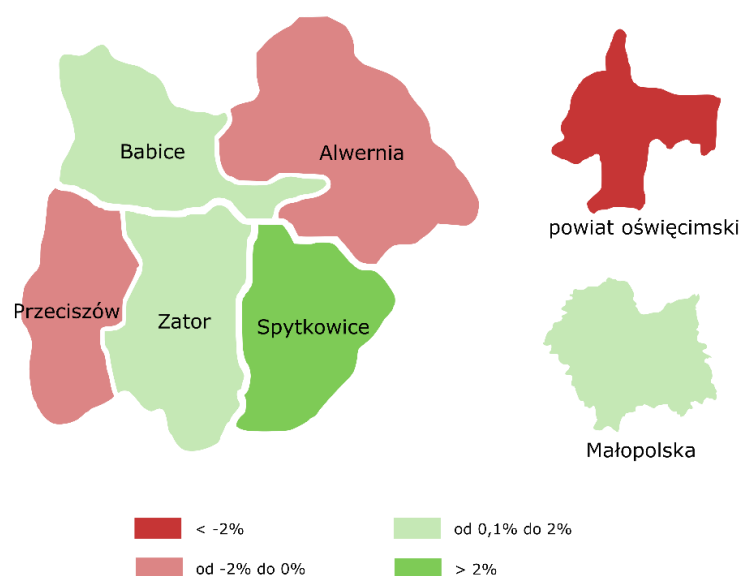 Babice
Alwernia
powiat oświęcimski
Przeciszów
Zator
Spytkowice
Małopolska
< -2%
od 0,1% do 2%
od -2% do 0%
> 2%